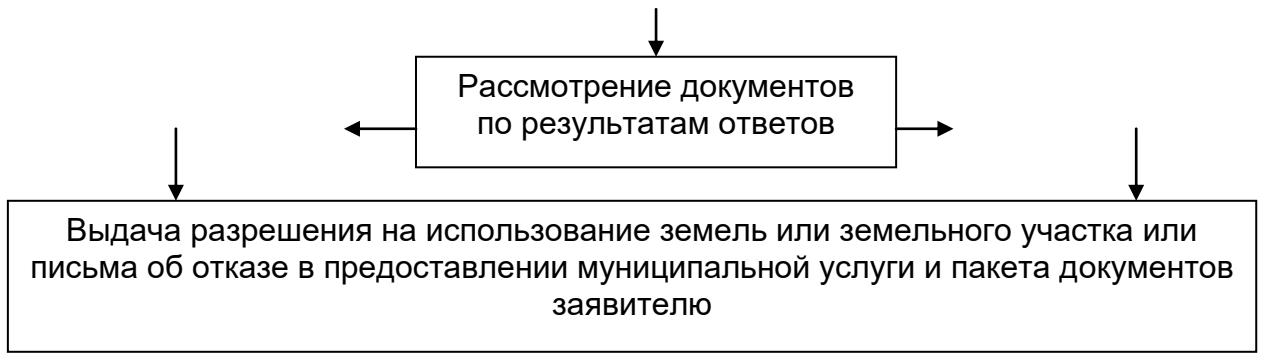 Рассмотрение документов
по результатам ответов
Выдача разрешения на использование земель или земельного участка или
письма об отказе в предоставлении муниципальной услуги и пакета документов
заявителю